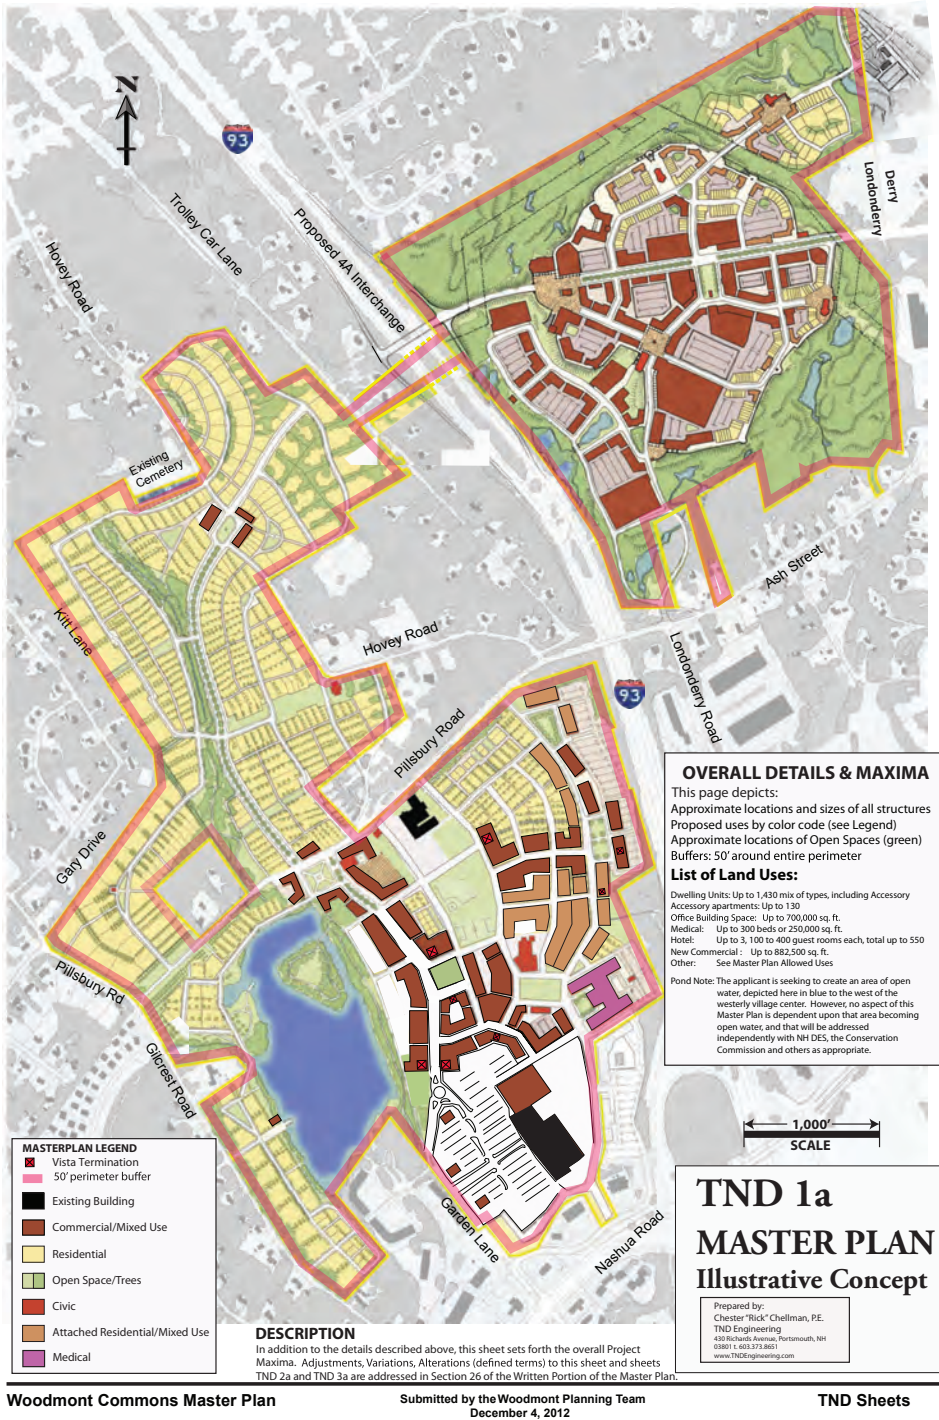 N
93
Trolley Car Lane
Proposed 4A Interchange
Hovey Road
Derry
Londonderry
Existing
Cemetery
Ash Street
Kitt Lane
Hovey Road
Londonderry Road
93
Pillsbury Road
Gary Drive
Pillsbury Rd
Gilcrest Road
Garden Lane
Nashua Road
OVERALL DETAILS & MAXIMA
This page depicts:
Approximate locations and sizes of all structures
Proposed uses by color code (see Legend)
Approximate locations of Open Spaces (green)
Buffers: 50' around entire perimeter
List of Land Uses:
Dwelling Units: Up to 1,430 mix of types, including Accessory
Accessory apartments: Up to 130
Office Building Space: Up to 700,000 sq. ft.
Medical: Up to 300 beds or 250,000 sq. ft.
Hotel: Up to 3, 100 to 400 guest rooms each, total up to 550
New Commercial : Up to 882,500 sq. ft.
Other: See Master Plan Allowed Uses
Pond Note: The applicant is seeking to create an area of open
water, depicted here in blue to the west of the
westerly village center. However, no aspect of this
Master Plan is dependent upon that area becoming
open water, and that will be addressed
independently with NH DES, the Conservation
Commission and others as appropriate.
1,000'
SCALE
MASTERPLAN LEGEND
Vista Termination
50' perimeter buffer
Existing Building
Commercial/Mixed Use
Residential
Open Space/Trees
Civic
Attached Residential/Mixed Use
Medical
TND 1a
MASTER PLAN
Illustrative Concept
Prepared by:
Chester "Rick" Chellman, P.E.
TND Engineering
430 Richards Avenue, Portsmouth, NH
03801 t. 603.373.8651
www.TNDEngineering.com
DESCRIPTION
In addition to the details described above, this sheet sets forth the overall Project
Maxima. Adjustments, Variations, Alterations (defined terms) to this sheet and sheets
TND 2a and TND 3a are addressed in Section 26 of the Written Portion of the Master Plan.
Woodmont Commons Master Plan
Submitted by the Woodmont Planning Team
December 4, 2012
TND Sheets